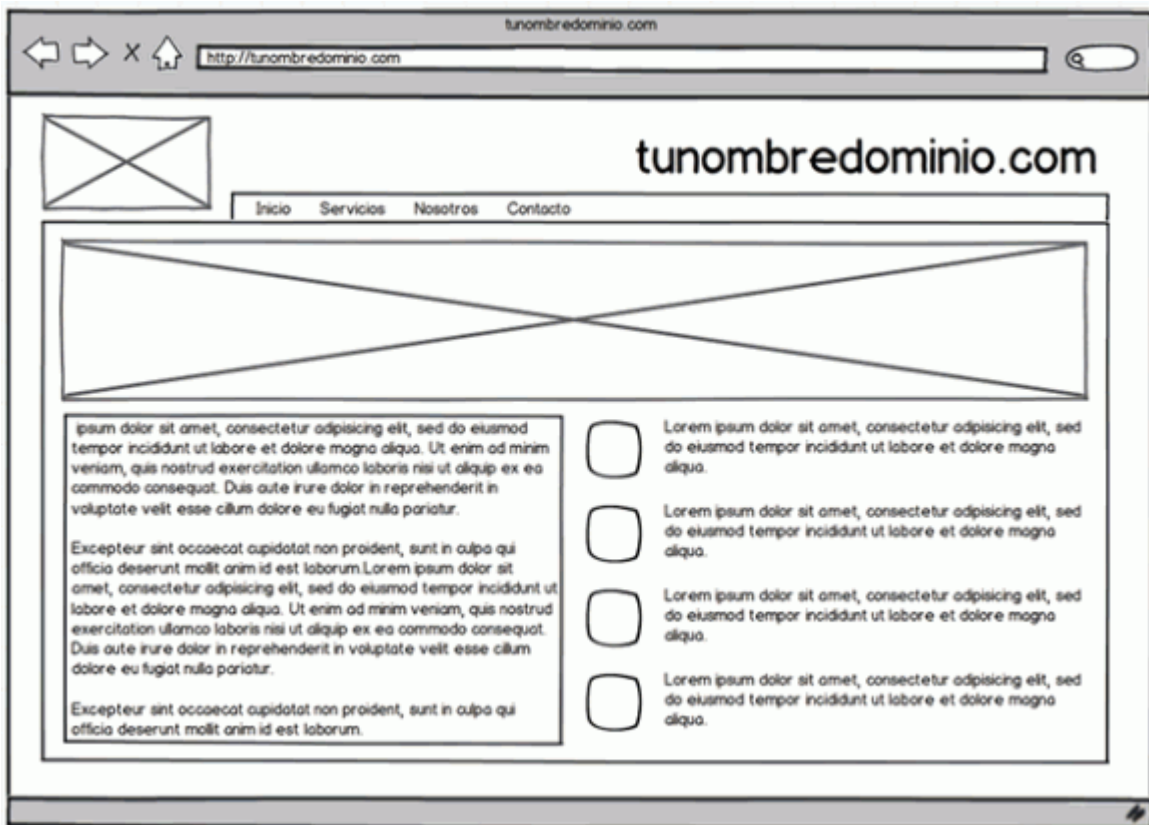 tunombredominio.com
http://tunombredominio.com
tunombredominio.com
Inicio Servicios Nosotros Contacto
ipsum dolor sit amet, consectetur adipisicing elit, sed do eiusmod
tempor incididunt ut labore et dolore magna aliqua. Ut enim ad minim
veniam, quis nostrud exercitation ullamco laboris nisi ut aliquip ex ea
commodo consequat. Duis aute irure dolor in reprehenderit in
voluptate velit esse cillum dolore eu fugiat nulla pariatur.
Excepteur sint occaecat cupidatat non proident, sunt in culpa qui
officia deserunt mollit anim id est laborum.Lorem ipsum dolor sit
amet, consectetur adipisicing elit, sed do eiusmod tempor incididunt ut
labore et dolore magna aliqua. Ut enim ad minim veniam, quis nostrud
exercitation ullamco laboris nisi ut aliquip ex ea commodo consequat.
Duis aute irure dolor in reprehenderit in voluptate velit esse cillum
dolore eu fugiat nulla pariatur.
Excepteur sint occaecat cupidatat non proident, sunt in culpa qui
officia deserunt mollit anim id est laborum.
Lorem ipsum dolor sit amet, consectetur adipisicing elit, sed
do eiusmod tempor incididunt ut labore et dolore magna
aliqua.
Lorem ipsum dolor sit amet, consectetur adipisicing elit, sed
do eiusmod tempor incididunt ut labore et dolore magna
aliqua.
Lorem ipsum dolor sit amet, consectetur adipisicing elit, sed
do eiusmod tempor incididunt ut labore et dolore magna
aliqua.
Lorem ipsum dolor sit amet, consectetur adipisicing elit, sed
do eiusmod tempor incididunt ut labore et dolore magna
aliqua.